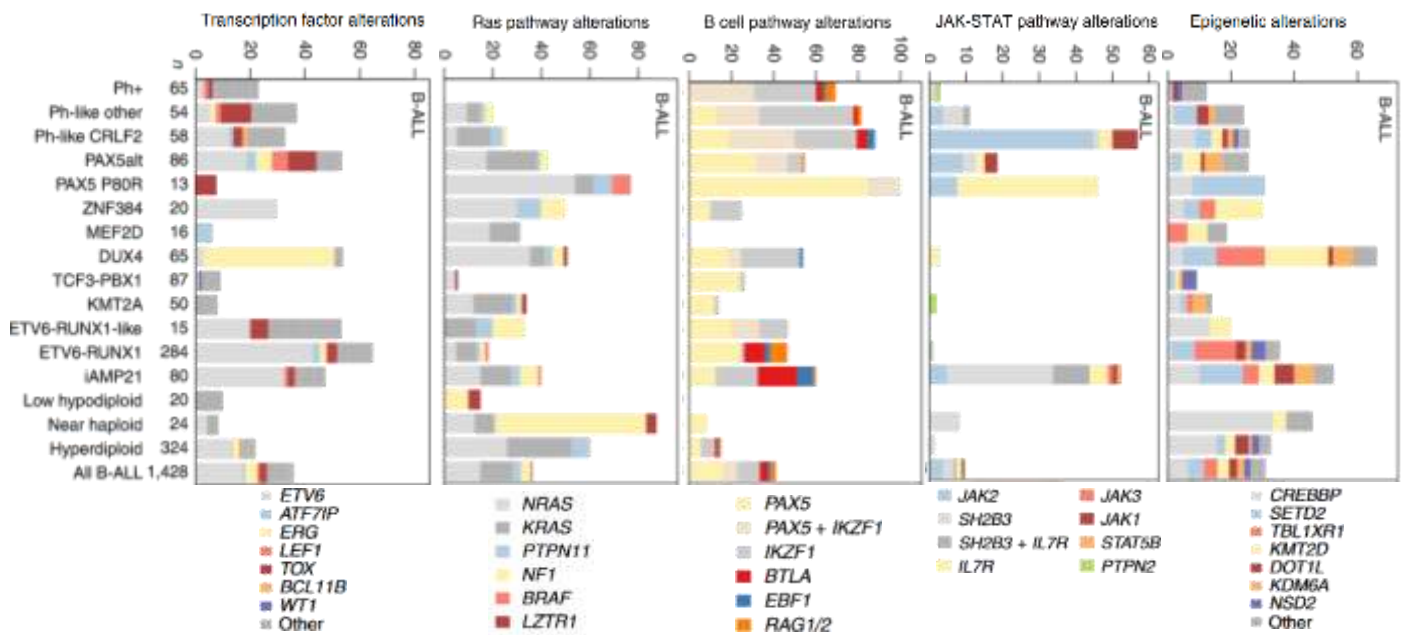 Transcription factor alterations
Ras pathway alterations
B cell pathway alterations
JAK-STAT pathway alterations
Epigenetic alterations
n
0 20 40 60 80
0 20 40 60 80
0 20 40 60 80 100
0 10 20 30 40 50 60
0 20 40 60
B-ALL
B-ALL
B-ALL
B-ALL
B-ALL
Ph+ 65
Ph-like other 54
Ph-like CRLF2 58
PAX5alt 86
PAX5 P80R 13
ZNF384 20
MEF2D 16
DUX4 65
TCF3-PBX1 87
KMT2A 50
ETV6-RUNX1-like 15
ETV6-RUNX1 284
iAMP21 80
Low hypodiploid 20
Near haploid 24
Hyperdiploid 324
All B-ALL 1,428
ETV6
ATF7IP
ERG
LEF1
TOX
BCL11B
WT1
Other
NRAS
KRAS
PTPN11
NF1
BRAF
LZTR1
PAX5
PAX5 + IKZF1
IKZF1
BTLA
EBF1
RAG1/2
JAK2
SH2B3
SH2B3 + IL7R
IL7R
JAK3
JAK1
STAT5B
PTPN2
CREBBP
SETD2
TBL1XR1
KMT2D
DOT1L
KDM6A
NSD2
Other